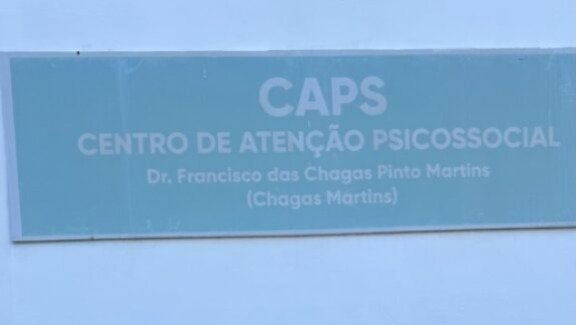 CAPS
CENTRO DE ATENÇÃO PSICOSSOCIAL
Dr. Francisco das Chagas Pinto Martins
(Chagas Martins)